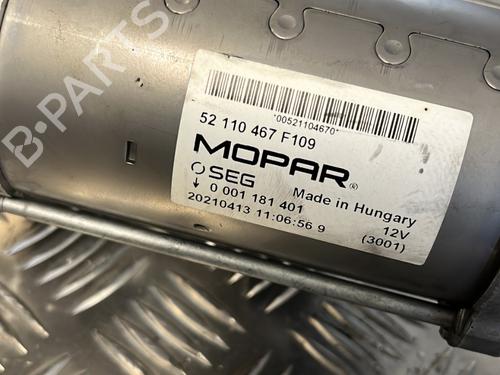 B-PARTS
*00521104670*
52 110 467 F109
MOPAR®
SEG Made in Hungary
0 001 181 401 12V
20210413 11:06:56 9 (3001)